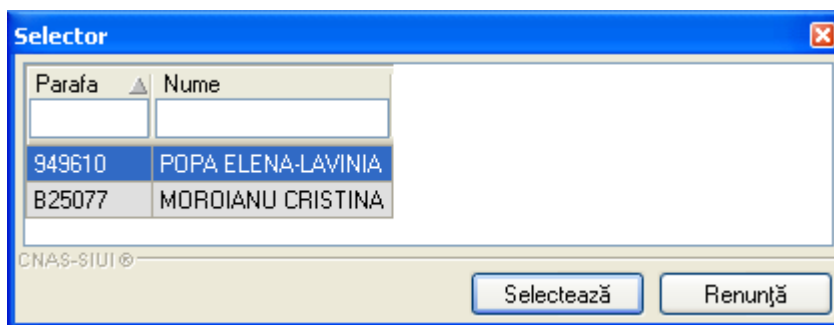 Selector
Parafa Nume
949610 POPA ELENA-LAVINIA
B25077 MOROIANU CRISTINA
CNAS-SIUI®
Selectează Renunţă